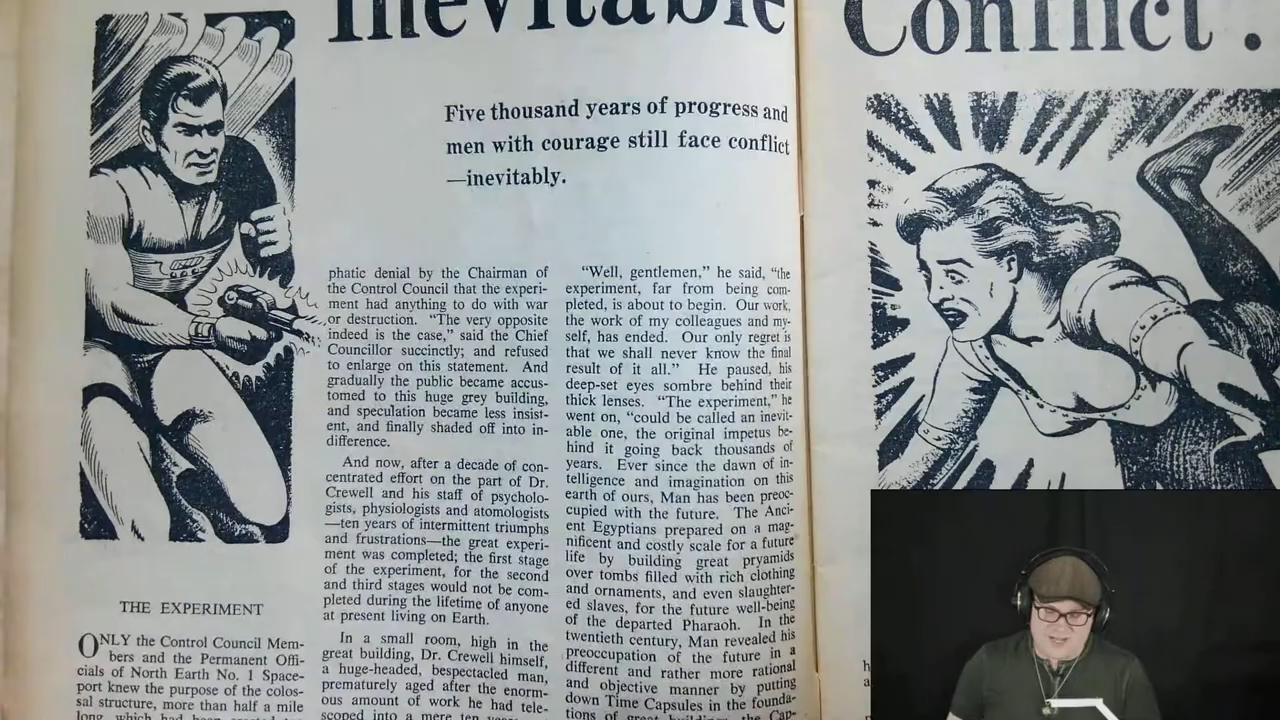 Inevitable Conflict .
Five thousand years of progress and
men with courage still face conflict
—inevitably.
THE EXPERIMENT
ONLY the Control Council Mem-
bers and the Permanent Offi-
cials of North Earth No. 1 Space-
port knew the purpose of the colos-
sal structure, more than half a mile
long, which had been
phatic denial by the Chairman of
the Control Council that the experi-
ment had anything to do with war
or destruction. "The very opposite
indeed is the case," said the Chief
Councillor succinctly; and refused
to enlarge on this statement. And
gradually the public became accus-
tomed to this huge grey building,
and speculation became less insist-
ent, and finally shaded off into in-
difference.
And now, after a decade of con-
centrated effort on the part of Dr.
Crewell and his staff of psycholo-
gists, physiologists and atomologists
—ten years of intermittent triumphs
and frustrations—the great experi-
ment was completed; the first stage
of the experiment, for the second
and third stages would not be com-
pleted during the lifetime of anyone
at present living on Earth.
In a small room, high in the
great building, Dr. Crewell himself,
a huge-headed, bespectacled man,
prematurely aged after the enorm-
ous amount of work he had tele-
scoped into a mere ten years,
"Well, gentlemen," he said, "the
experiment, far from being com-
pleted, is about to begin. Our work,
the work of my colleagues and my-
self, has ended. Our only regret is
that we shall never know the final
result of it all." He paused, his
deep-set eyes sombre behind their
thick lenses. "The experiment," he
went on, "could be called an inevit-
able one, the original impetus be-
hind it going back thousands of
years. Ever since the dawn of in-
telligence and imagination on this
earth of ours, Man has been preoc-
cupied with the future. The Anci-
ent Egyptians prepared on a mag-
nificent and costly scale for a future
life by building great pryamids
over tombs filled with rich clothing
and ornaments, and even slaughter-
ed slaves, for the future well-being
of the departed Pharaoh. In the
twentieth century, Man revealed his
preoccupation of the future in a
different and rather more rational
and objective manner by putting
down Time Capsules in the founda-
tions of great buildings, the Cap-
h
a